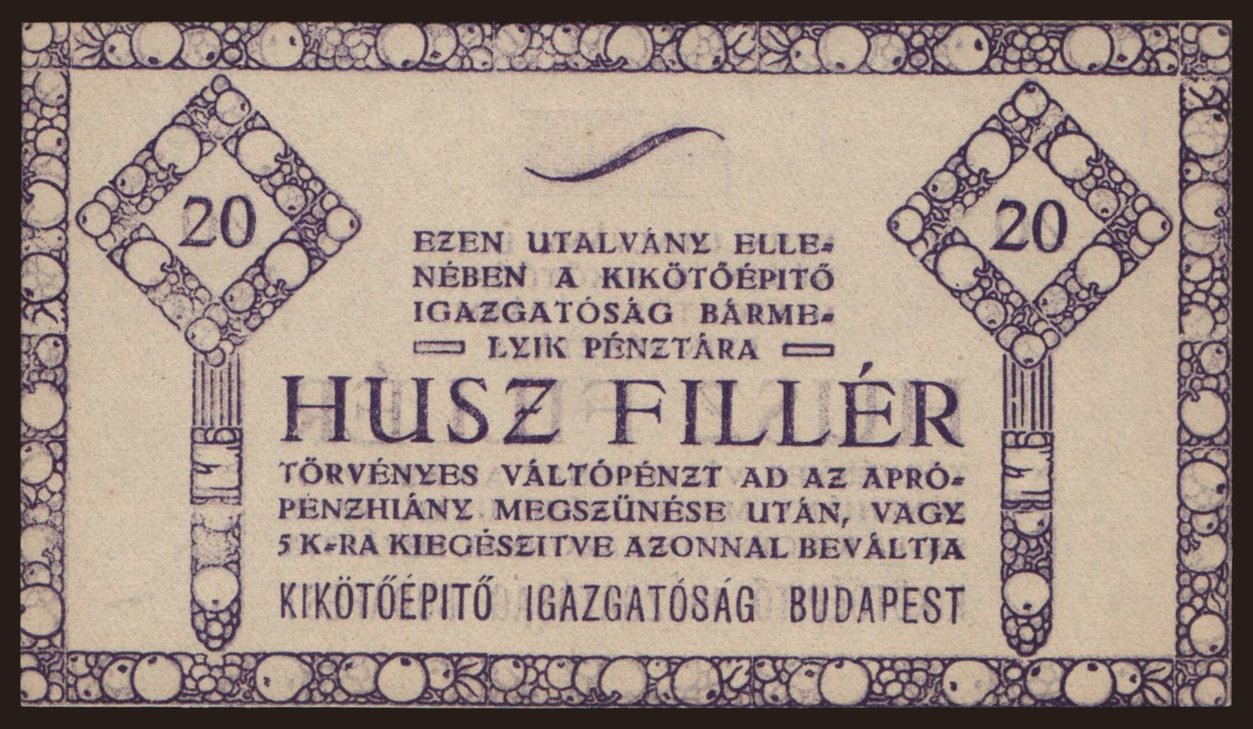 20
20
EZEN UTALVÁNY ELLE=
NÉBEN A KIKÖTŐÉPITŐ
IGAZGATÓSÁG BÁRME=
LYIK PÉNZTÁRA
HUSZ FILLÉR
TÖRVÉNYES VÁLTÓPÉNZT AD AZ APRÓ=
PÉNZHIÁNY MEGSZÜNÉSE UTÁN, VAGY
5 K=RA KIEGÉSZITVE AZONNAL BEVÁLTJA
KIKÖTŐÉPITŐ IGAZGATÓSÁG BUDAPEST